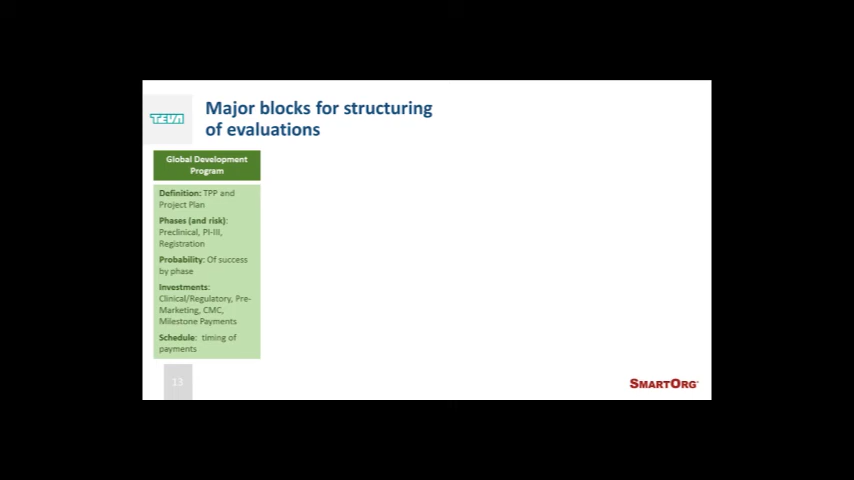 TEVA
Major blocks for structuring
of evaluations
Global Development
Program
Definition: TPP and
Project Plan
Phases (and risk):
Preclinical, PI-III,
Registration
Probability: Of success
by phase
Investments:
Clinical/Regulatory, Pre-
Marketing, CMC,
Milestone Payments
Schedule: timing of
payments
13
SMARTORG